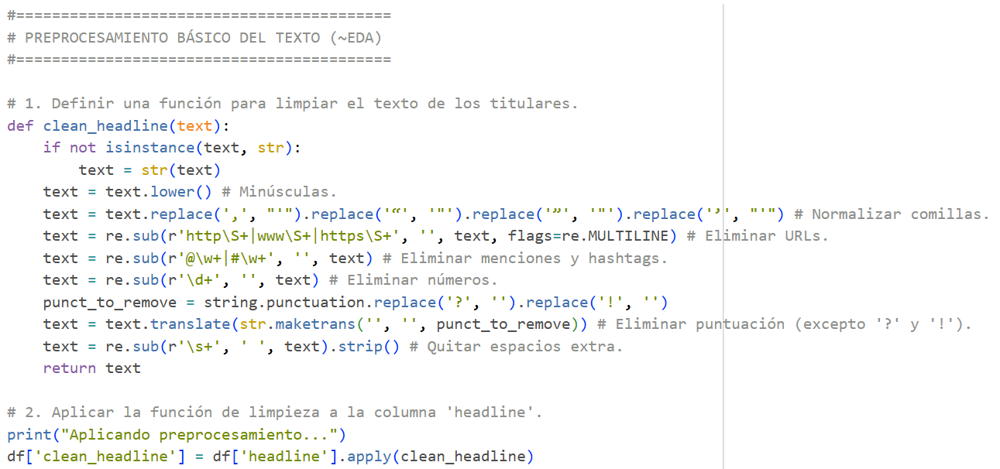 #==========================================
# PREPROCESAMIENTO BÁSICO DEL TEXTO (~EDA)
#==========================================

# 1. Definir una función para limpiar el texto de los titulares.
def clean_headline(text):
    if not isinstance(text, str):
        text = str(text)
    text = text.lower() # Minúsculas.
    text = text.replace('‚', "'").replace('“', '"').replace('”', '"').replace('’', "'") # Normalizar comillas.
    text = re.sub(r'http\S+|www\S+|https\S+', '', text, flags=re.MULTILINE) # Eliminar URLs.
    text = re.sub(r'@\w+|#\w+', '', text) # Eliminar menciones y hashtags.
    text = re.sub(r'\d+', '', text) # Eliminar números.
    punct_to_remove = string.punctuation.replace('?', '').replace('!', '')
    text = text.translate(str.maketrans('', '', punct_to_remove)) # Eliminar puntuación (excepto '?' y '!').
    text = re.sub(r'\s+', ' ', text).strip() # Quitar espacios extra.
    return text

# 2. Aplicar la función de limpieza a la columna 'headline'.
print("Aplicando preprocesamiento...")
df['clean_headline'] = df['headline'].apply(clean_headline)